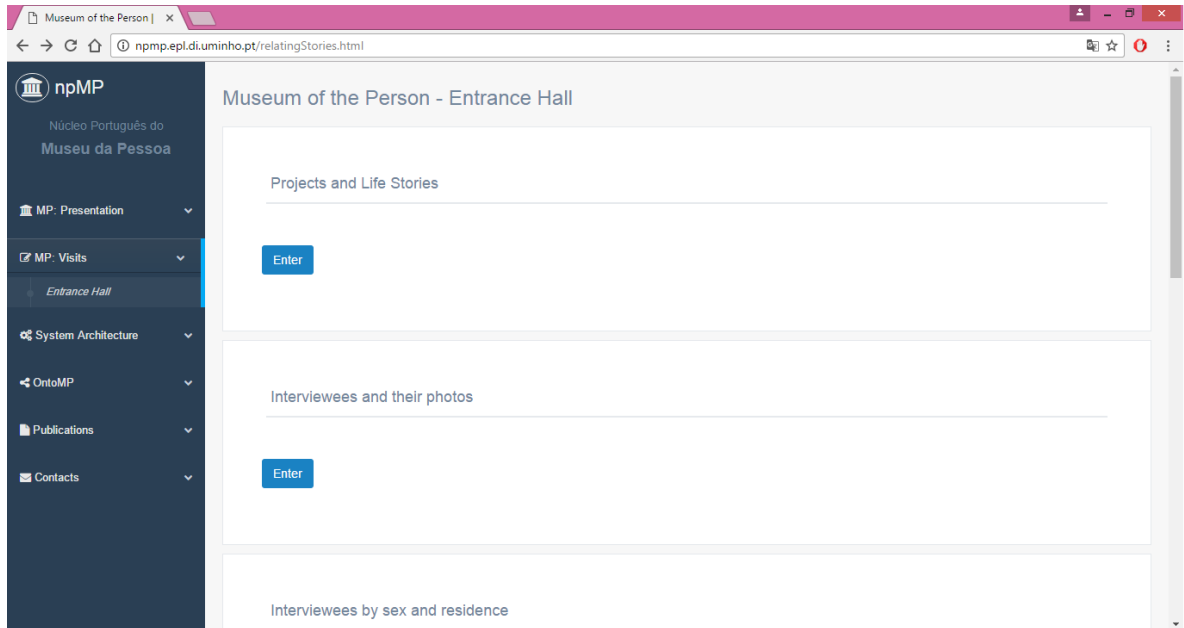 Museum of the Person |
npmp.epl.di.uminho.pt/relatingStories.html
npMP
Núcleo Português do
Museu da Pessoa
MP: Presentation
MP: Visits
Entrance Hall
System Architecture
OntoMP
Publications
Contacts
Museum of the Person - Entrance Hall
Projects and Life Stories
Enter
Interviewees and their photos
Enter
Interviewees by sex and residence